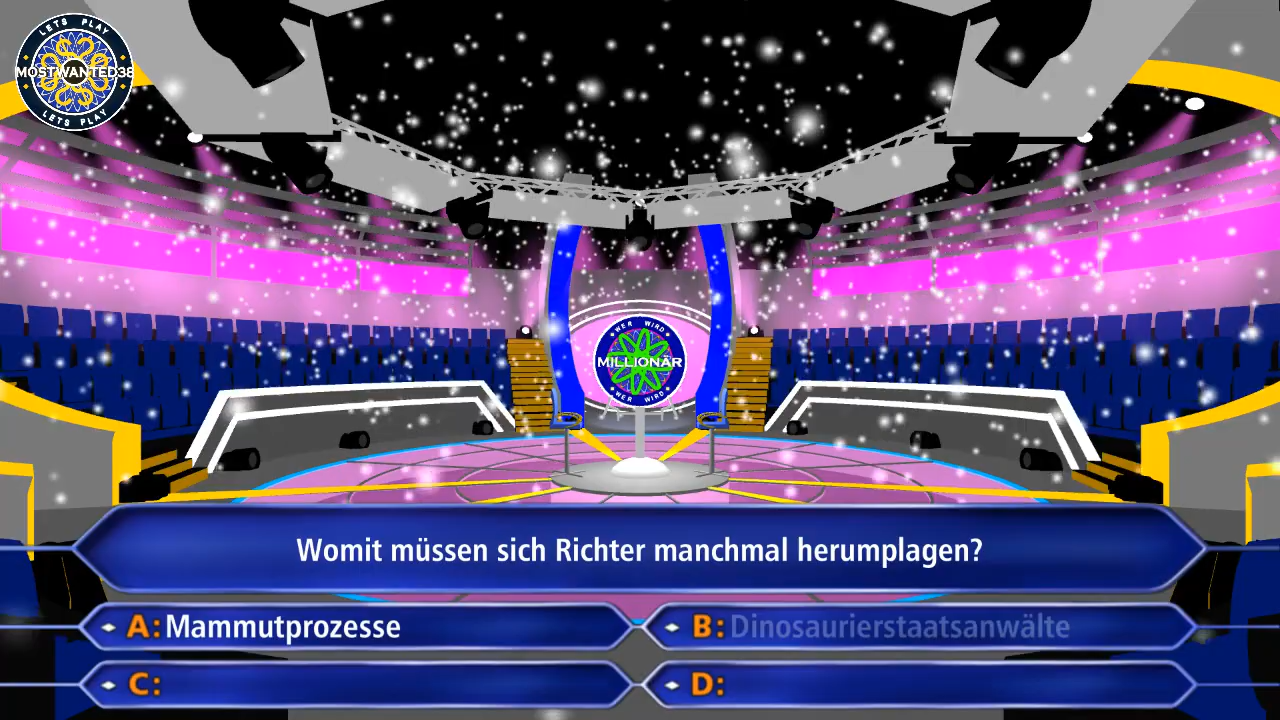 LETS PLAY
MOSTWANTED38
LETS PLAY
WER WIRD
MILLIONÄR
WER WIRD
Womit müssen sich Richter manchmal herumplagen?
A: Mammutprozesse
B: Dinosaurierstaatsanwälte
C:
D: